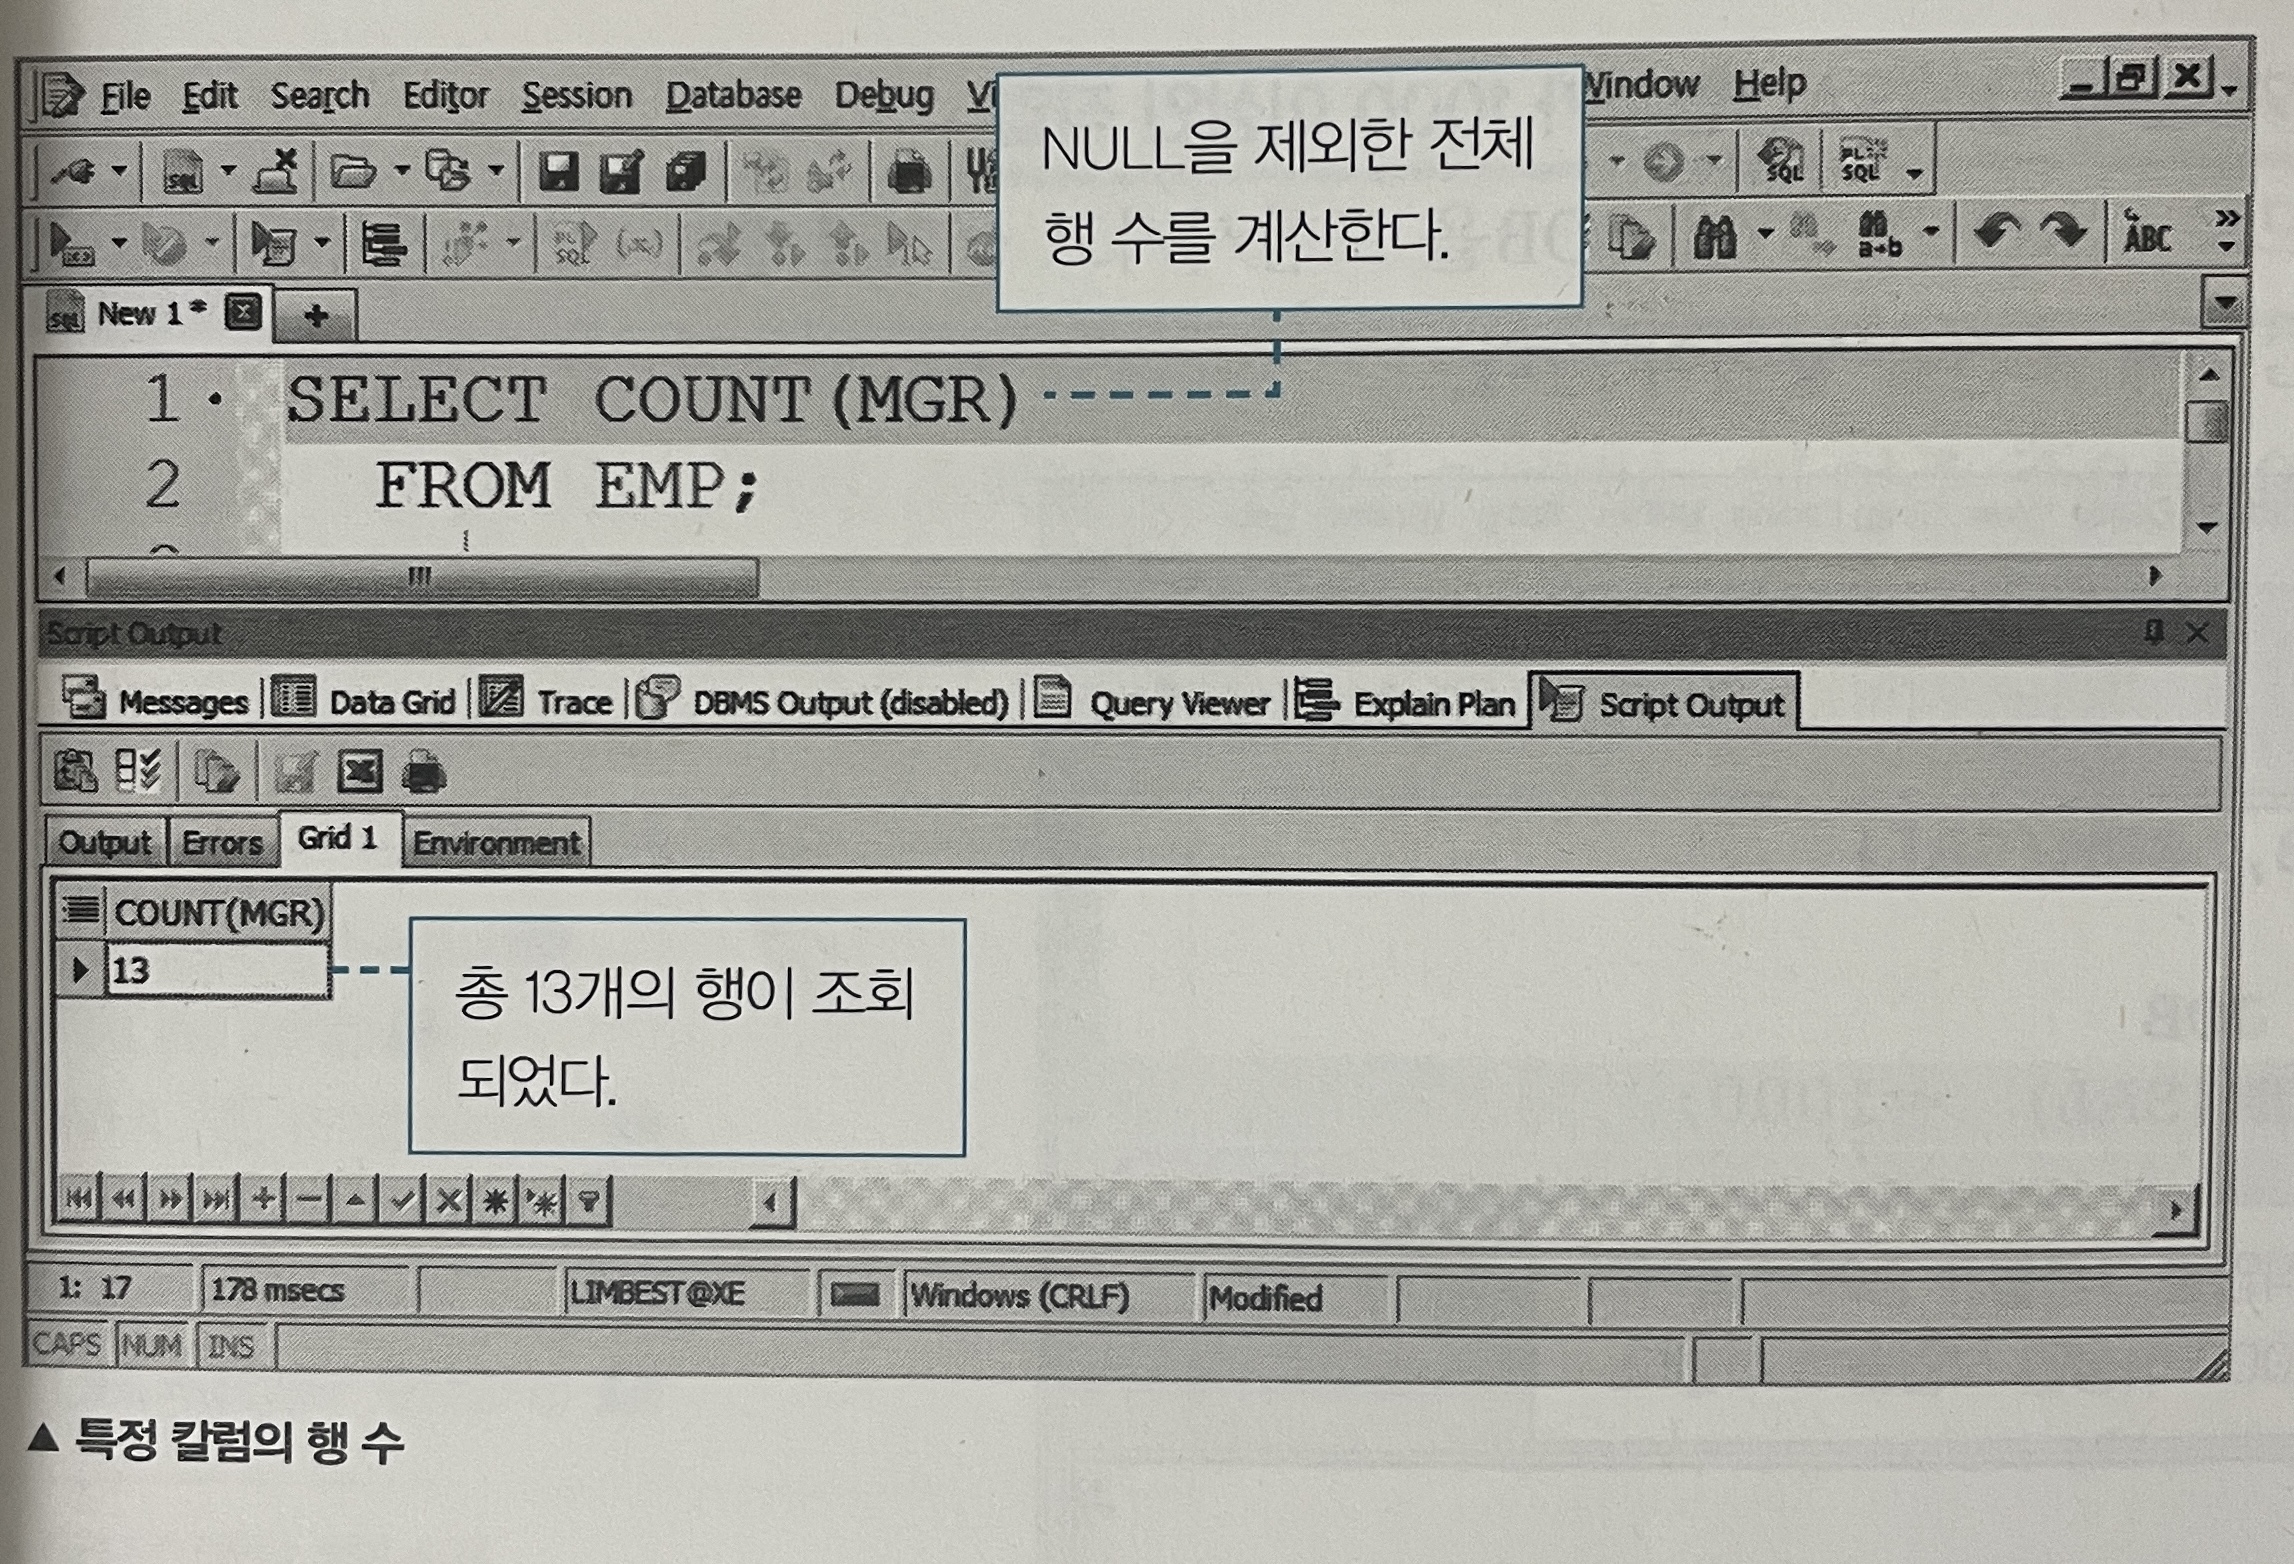 File Edit Search Editor Session Database Debug Window Help
NULL을 제외한 전체
행 수를 계산한다.
New 1*
1 SELECT COUNT(MGR)
2 FROM EMP;
Script Output
Messages Data Grid Trace DBMS Output (disabled) Query Viewer Explain Plan Script Output
Output Errors Grid 1 Environment
COUNT(MGR)
13
총 13개의 행이 조회
되었다.
1: 17 178 msecs LIMBEST@XE Windows (CRLF) Modified
CAPS NUM INS
▲ 특정 칼럼의 행 수